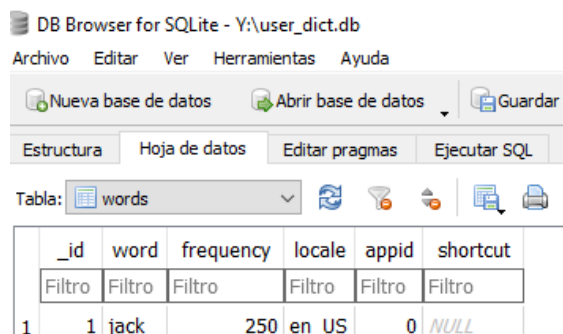 DB Browser for SQLite - Y:\user_dict.db
Archivo Editar Ver Herramientas Ayuda
Nueva base de datos Abrir base de datos Guardar
Estructura Hoja de datos Editar pragmas Ejecutar SQL
Tabla: words
_id word frequency locale appid shortcut
Filtro Filtro Filtro Filtro Filtro Filtro
1 1 jack 250 en_US 0 NULL